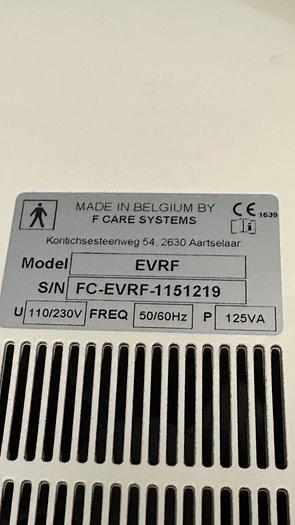 MADE IN BELGIUM BY
F CARE SYSTEMS
CE 1639
i
Kontichsesteenweg 54, 2630 Aartselaar
Model EVRF
S/N FC-EVRF-1151219
U 110/230V FREQ 50/60Hz P 125VA